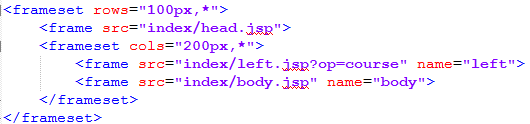 <frameset rows="100px,*">
    <frame src="index/head.jsp">
    <frameset cols="200px,*">
        <frame src="index/left.jsp?op=course" name="left">
        <frame src="index/body.jsp" name="body">
    </frameset>
</frameset>